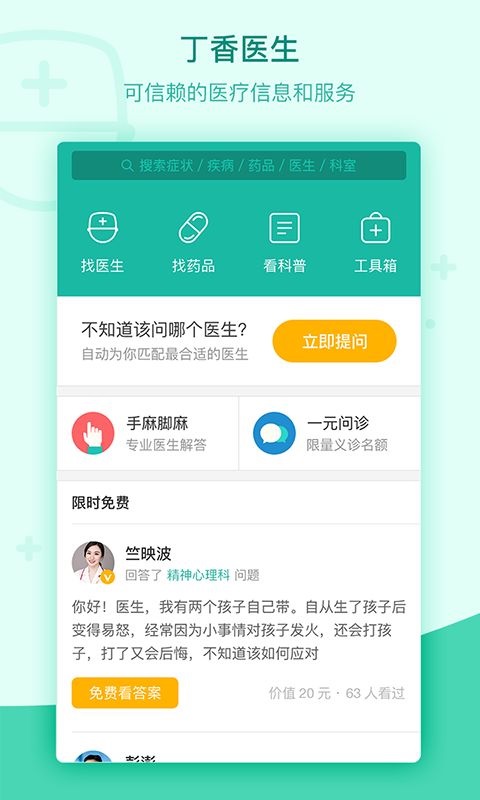 丁香医生
可信赖的医疗信息和服务
搜索症状 / 疾病 / 药品 / 医生 / 科室
找医生
找药品
看科普
工具箱
不知道该问哪个医生?
自动为你匹配最合适的医生
立即提问
手麻脚麻
专业医生解答
一元问诊
限量义诊名额
限时免费
竺映波
回答了 精神心理科 问题
你好！医生，我有两个孩子自己带。自从生了孩子后
变得易怒，经常因为小事情对孩子发火，还会打孩
子，打了又会后悔，不知道该如何应对
免费看答案
价值 20 元 · 63 人看过
彭澎